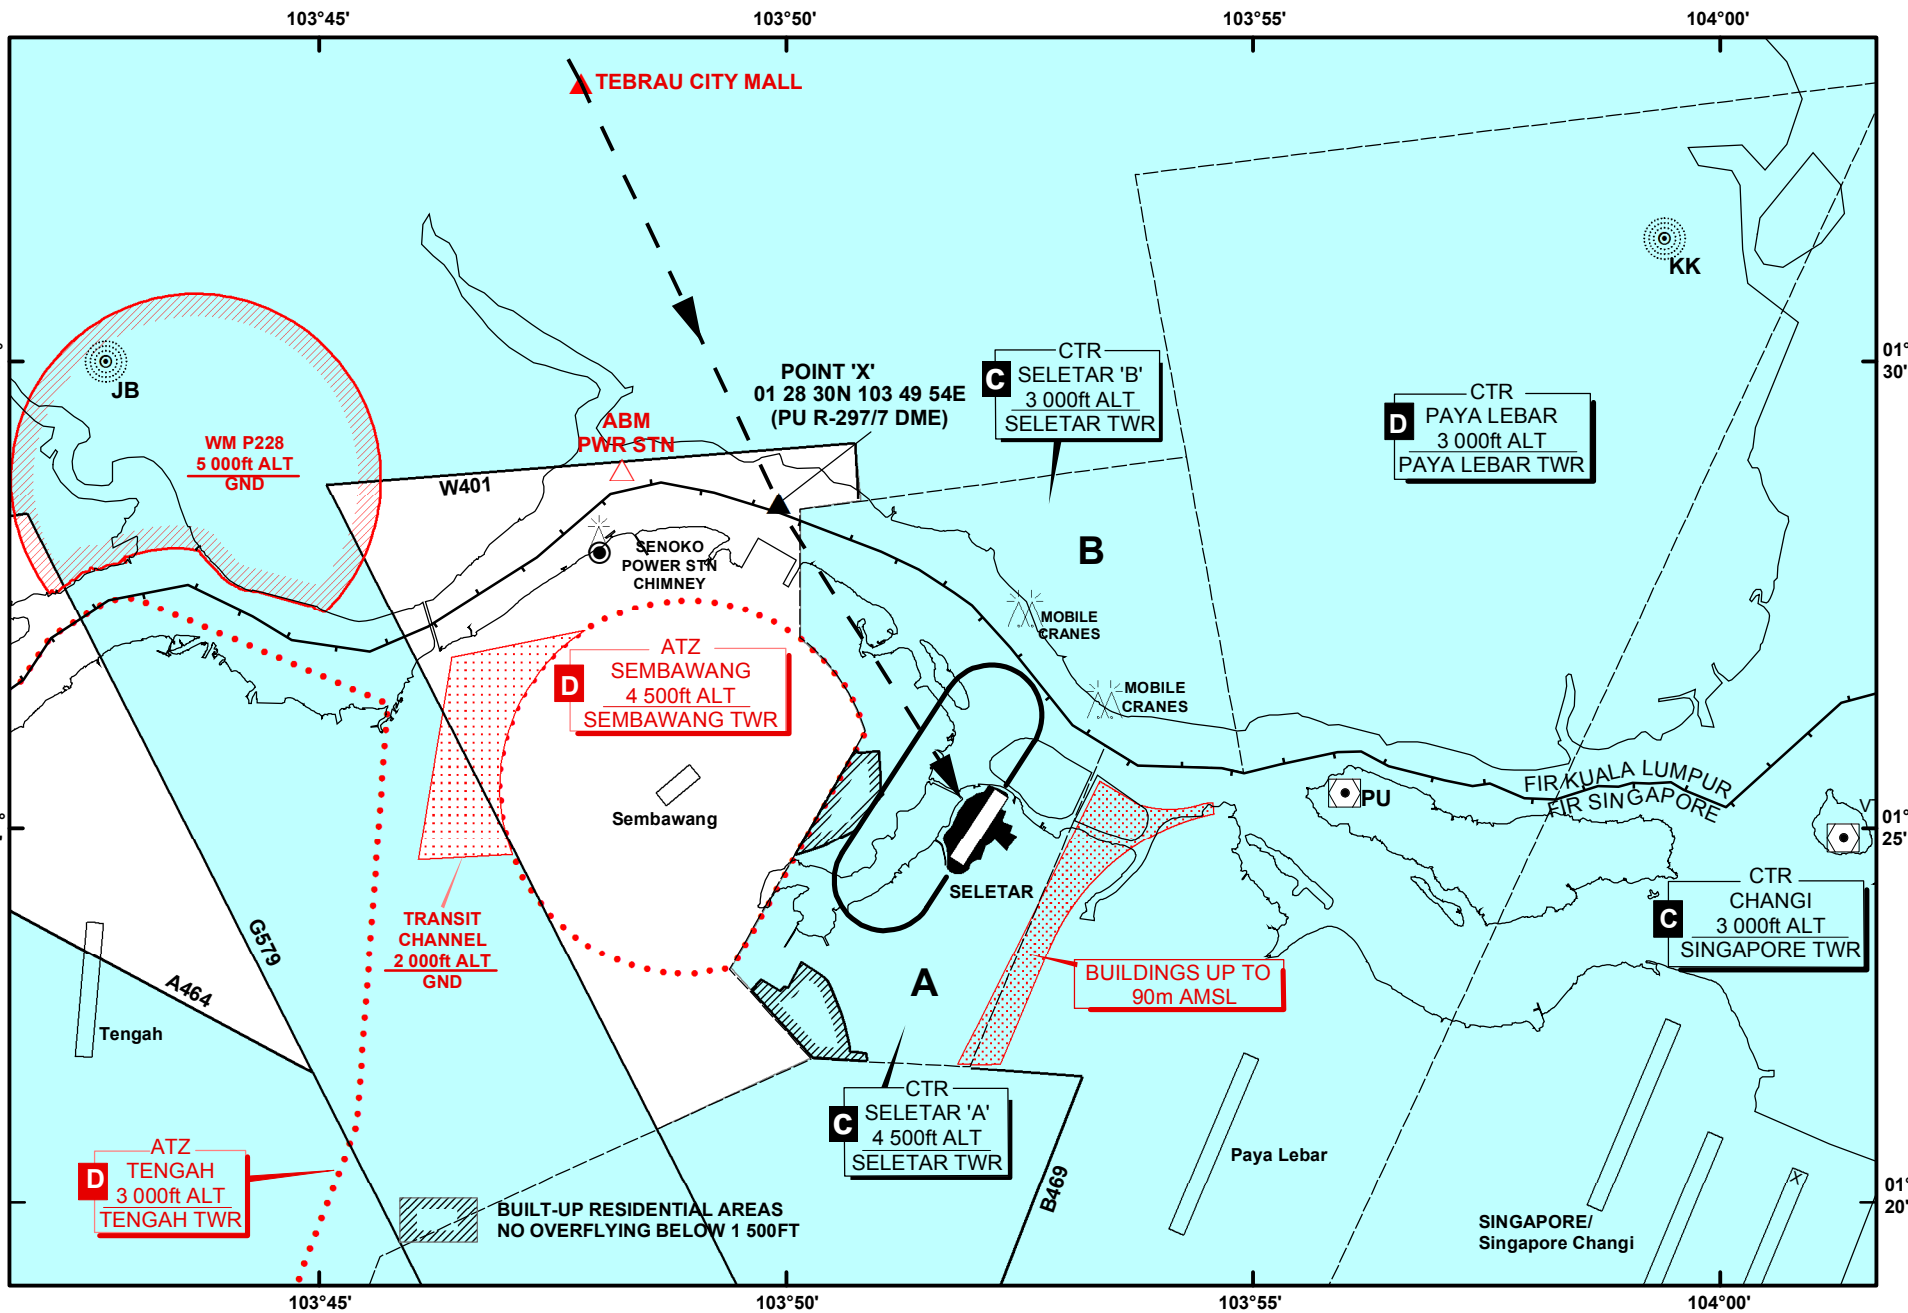 103°45'
103°50'
103°55'
104°00'
TEBRAU CITY MALL
KK
JB
WM P228
5 000ft ALT
GND
ABM
PWR STN
W401
POINT 'X'
01 28 30N 103 49 54E
(PU R-297/7 DME)
CTR
C
SELETAR 'B'
3 000ft ALT
SELETAR TWR
CTR
D
PAYA LEBAR
3 000ft ALT
PAYA LEBAR TWR
01°
30'
SENOKO
POWER STN
CHIMNEY
B
MOBILE
CRANES
MOBILE
CRANES
ATZ
D
SEMBAWANG
4 500ft ALT
SEMBAWANG TWR
Sembawang
SELETAR
PU
FIR KUALA LUMPUR
FIR SINGAPORE
V
01°
25'
CTR
C
CHANGI
3 000ft ALT
SINGAPORE TWR
TRANSIT
CHANNEL
2 000ft ALT
GND
G579
A464
Tengah
A
BUILDINGS UP TO
90m AMSL
CTR
C
SELETAR 'A'
4 500ft ALT
SELETAR TWR
B469
Paya Lebar
X
SINGAPORE/
Singapore Changi
ATZ
D
TENGAH
3 000ft ALT
TENGAH TWR
BUILT-UP RESIDENTIAL AREAS
NO OVERFLYING BELOW 1 500FT
01°
20'
103°45'
103°50'
103°55'
104°00'